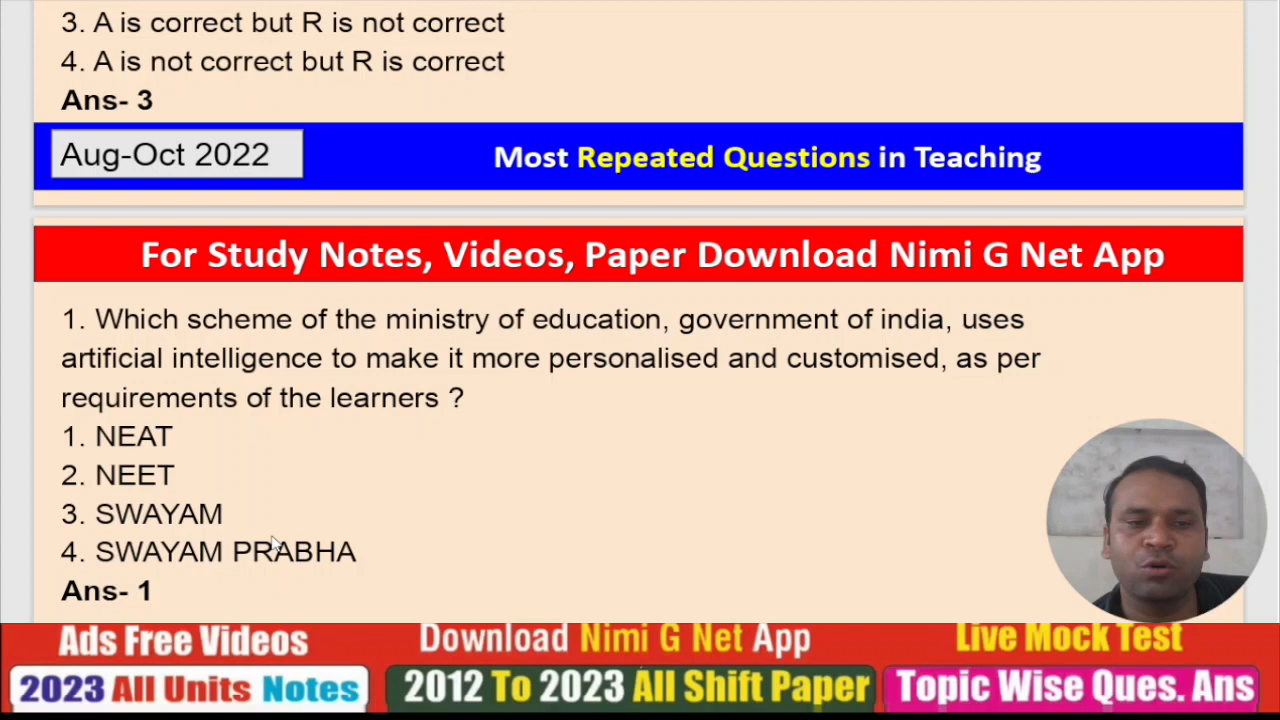 3. A is correct but R is not correct
4. A is not correct but R is correct
Ans- 3
Aug-Oct 2022
Most Repeated Questions in Teaching
For Study Notes, Videos, Paper Download Nimi G Net App
1. Which scheme of the ministry of education, government of india, uses
artificial intelligence to make it more personalised and customised, as per
requirements of the learners ?
1. NEAT
2. NEET
3. SWAYAM
4. SWAYAM PRABHA
Ans- 1
Ads Free Videos
Download Nimi G Net App
Live Mock Test
2023 All Units Notes
2012 To 2023 All Shift Paper
Topic Wise Ques. Ans